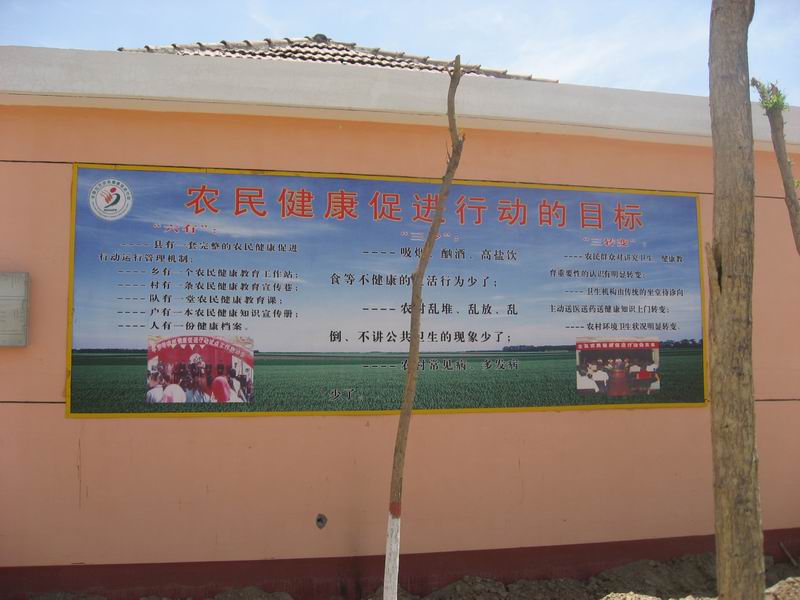 农民健康促进行动的目标
“六有”：
----县有一套完整的农民健康促进
行动运行管理机制；
----乡有一个农民健康教育工作站；
----村有一条农民健康教育宣传巷；
----队有一堂农民健康教育课；
----户有一本农民健康知识宣传册；
----人有一份健康档案。
----吸烟、酗酒、高盐饮
食等不健康的生活行为少了；
----农村乱堆、乱放、乱
倒、不讲公共卫生的现象少了；
----农村常见病、多发病
少了。
“三转变”：
----农民群众对讲究卫生、健康教
育重要性的认识有明显转变；
----卫生机构由传统的坐堂待诊向
主动送医送药送健康知识上门转变；
----农村环境卫生状况明显转变。